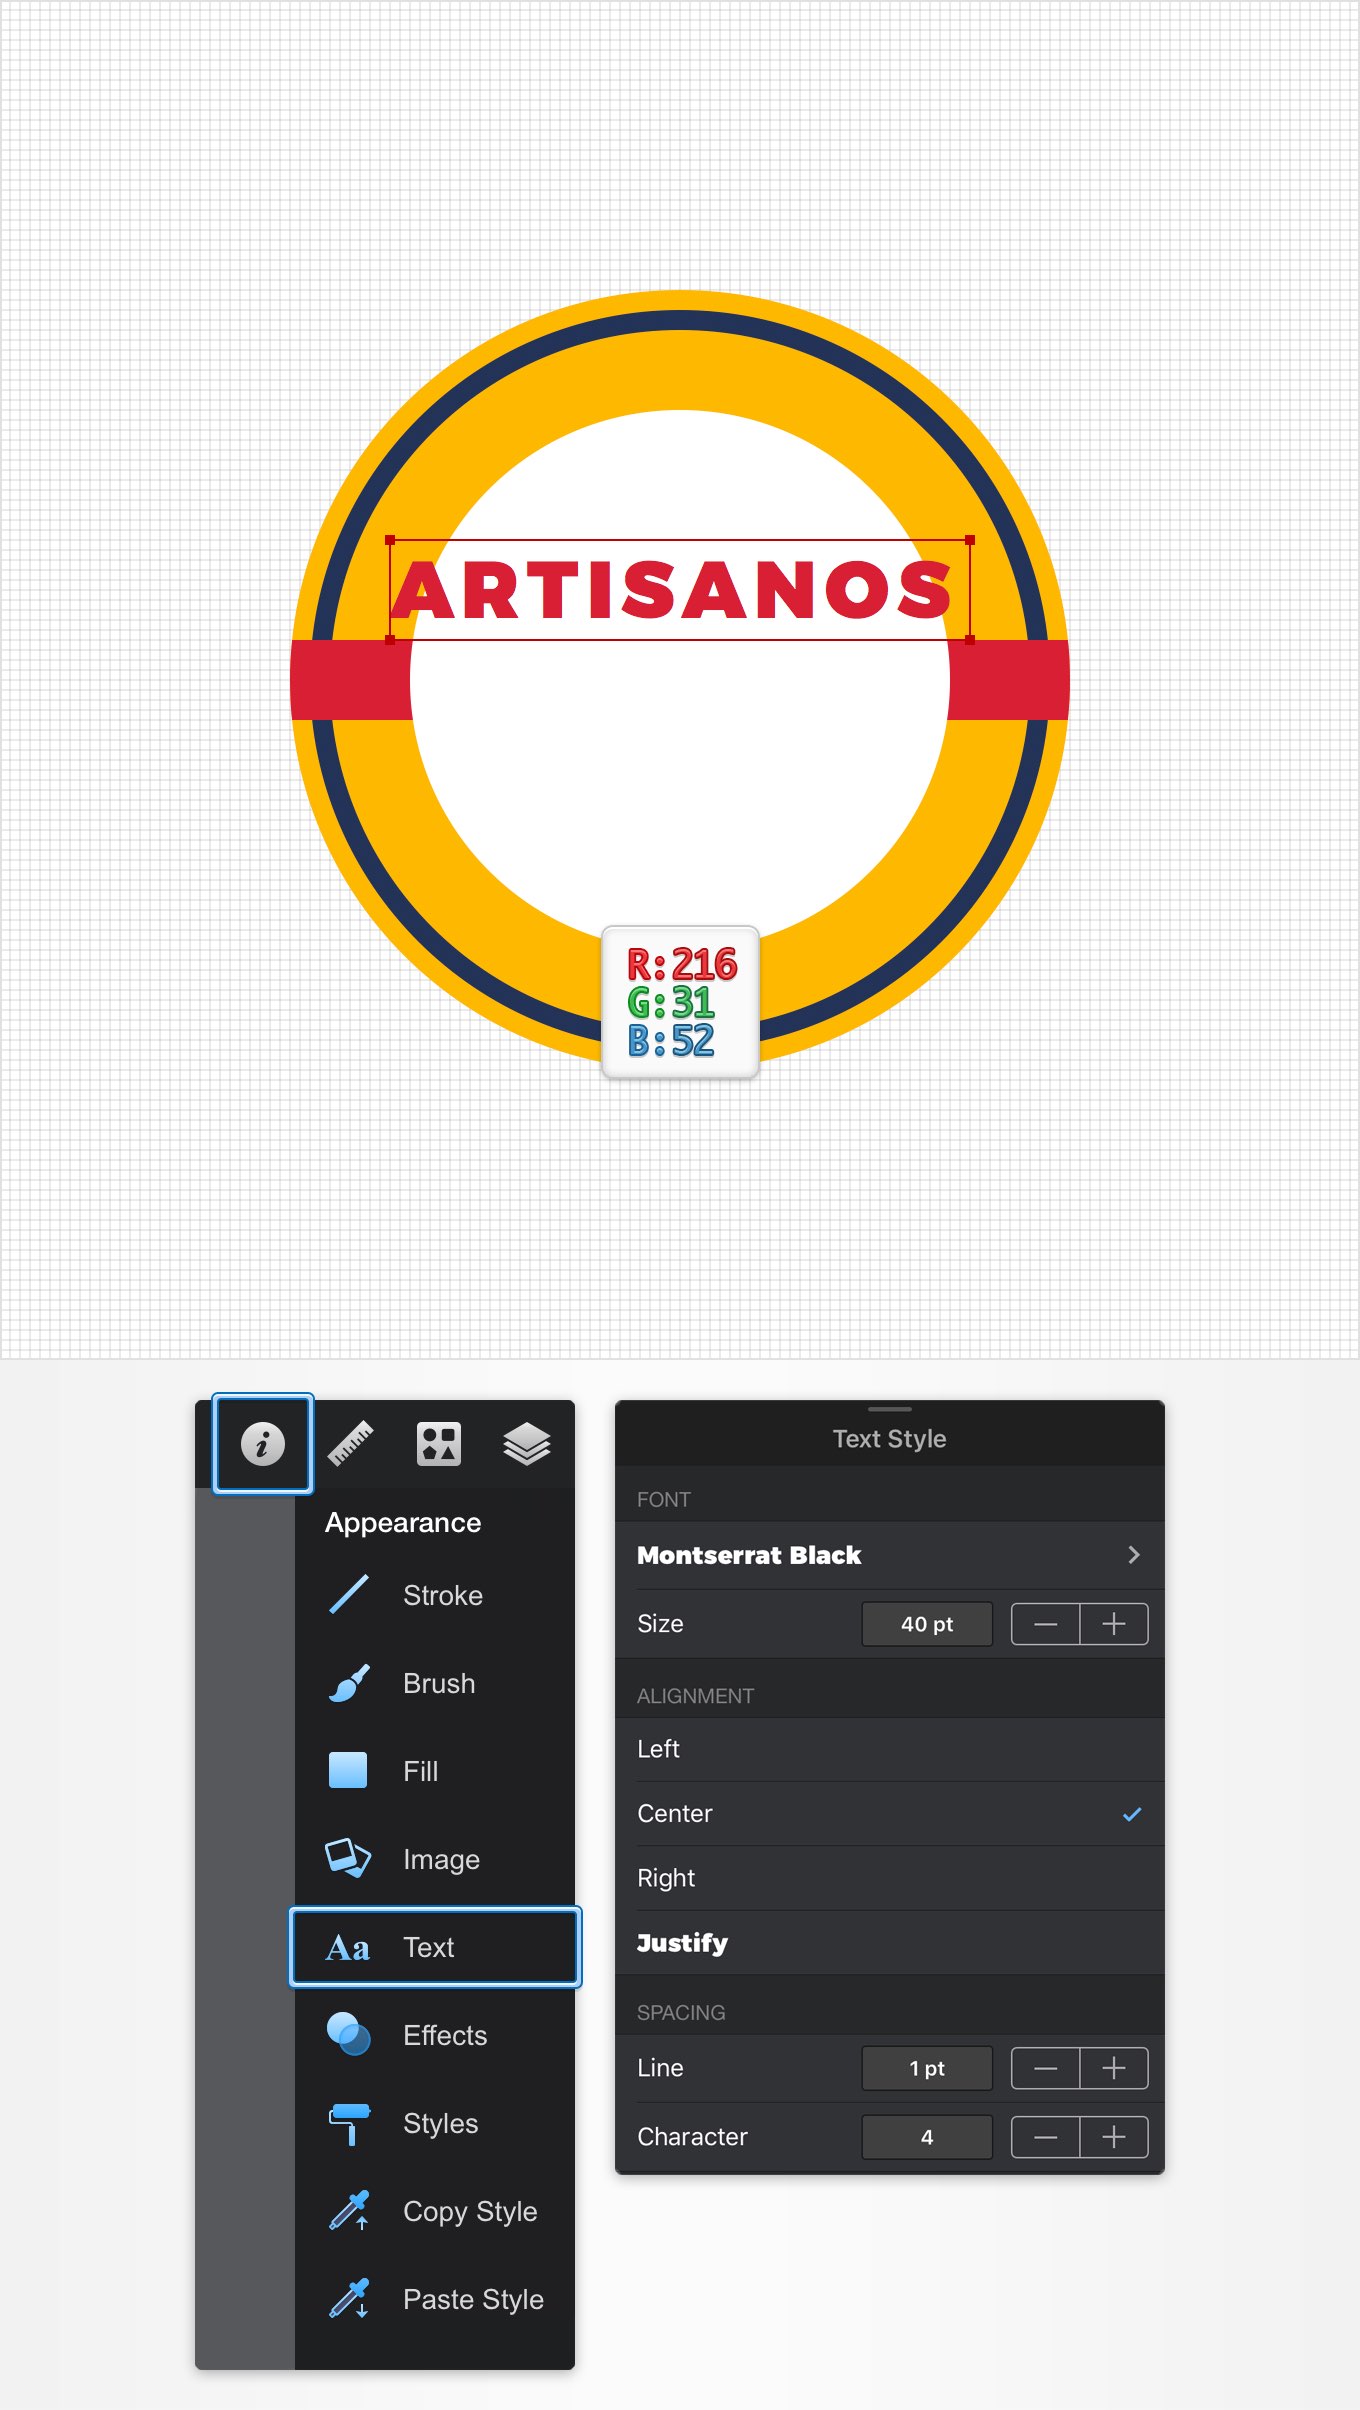 ARTISANOS
R:216
G:31
B:52
Appearance
Stroke
Brush
Fill
Image
Aa Text
Effects
Styles
Copy Style
Paste Style
Text Style
FONT
Montserrat Black
Size 40 pt
ALIGNMENT
Left
Center
Right
Justify
SPACING
Line 1 pt
Character 4